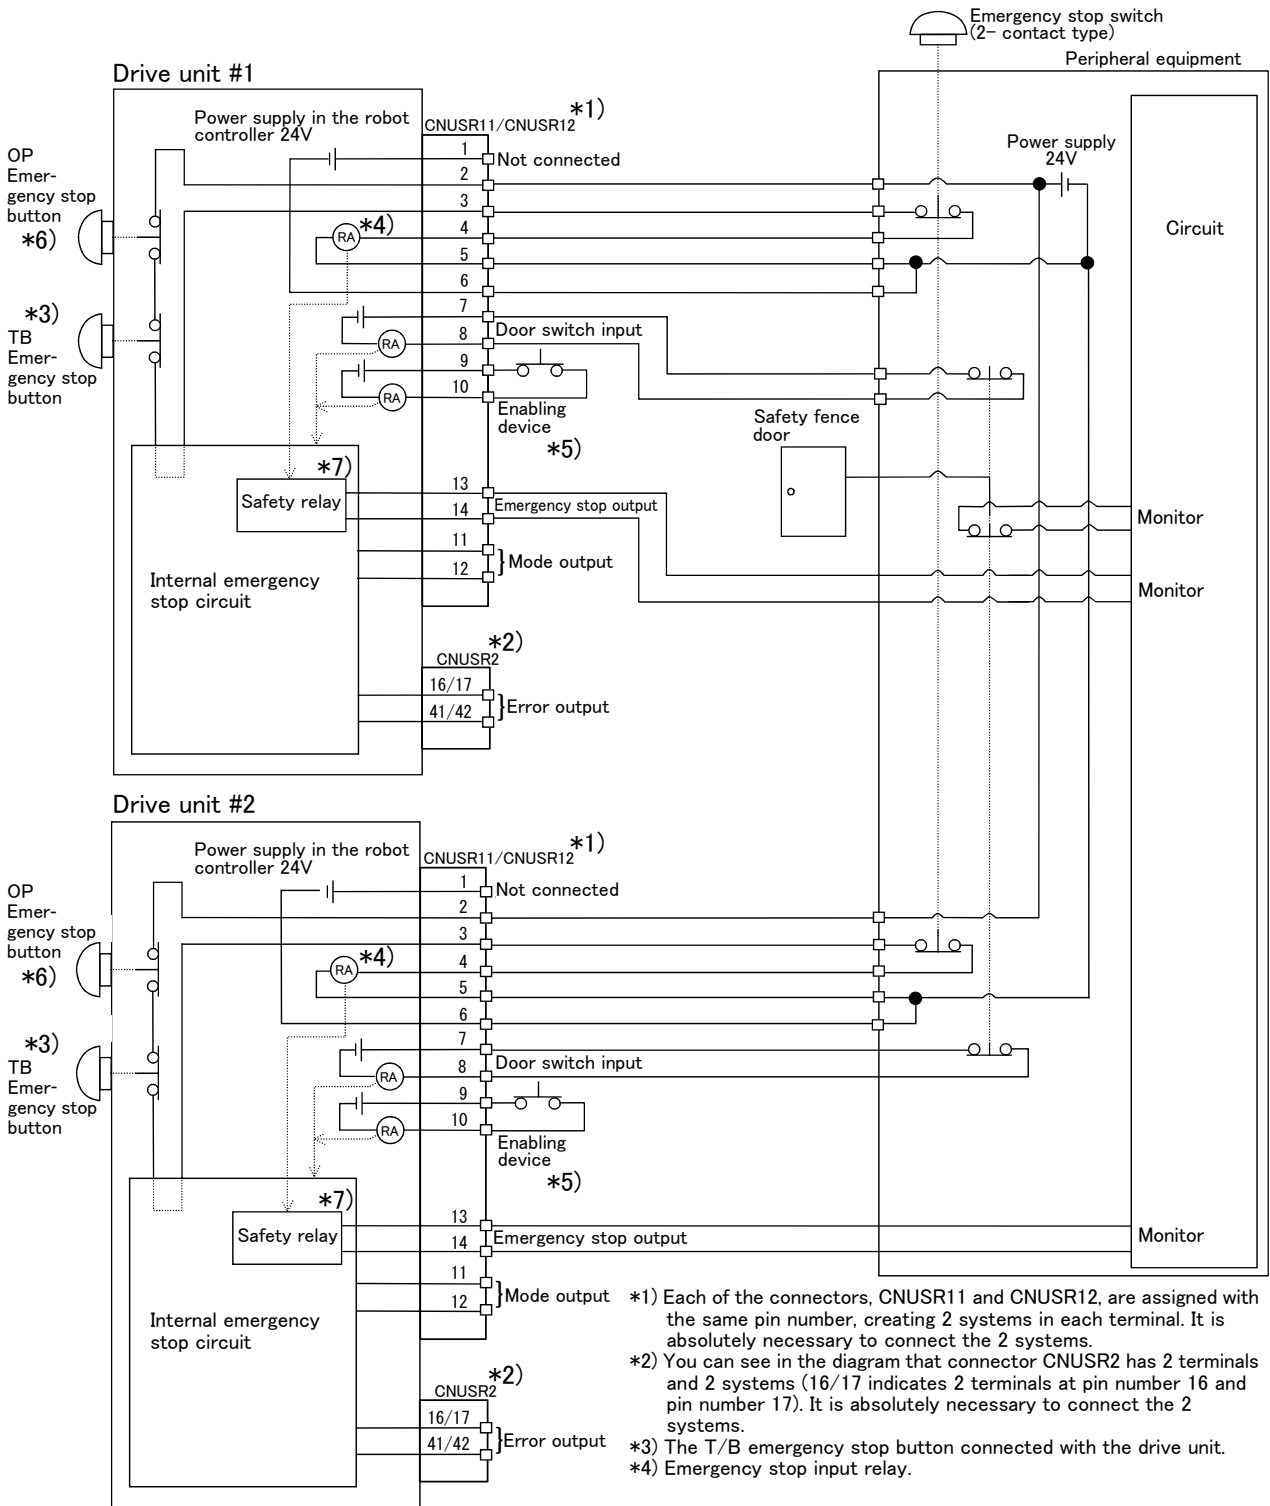 Emergency stop switch
(2- contact type)
Peripheral equipment
Drive unit #1
*1)
Power supply in the robot
controller 24V
CNUSR11/CNUSR12
OP
Emer-
gency stop
button
*6)
1
Not connected
2
3
*4)
RA
4
5
6
7
Door switch input
8
RA
9
10
RA
Enabling
device
*5)
*3)
TB
Emer-
gency stop
button
Power supply
24V
Circuit
Safety fence
door
*7)
Safety relay
13
Emergency stop output
14
11
Mode output
12
Monitor
Monitor
Internal emergency
stop circuit
*2)
CNUSR2
16/17
Error output
41/42
Drive unit #2
*1)
Power supply in the robot
controller 24V
CNUSR11/CNUSR12
OP
Emer-
gency stop
button
*6)
1
Not connected
2
3
*4)
RA
4
5
6
7
Door switch input
8
RA
9
10
RA
Enabling
device
*5)
*3)
TB
Emer-
gency stop
button
*7)
Safety relay
13
Emergency stop output
14
Monitor
11
Mode output
12
Internal emergency
stop circuit
*2)
CNUSR2
16/17
Error output
41/42
*1) Each of the connectors, CNUSR11 and CNUSR12, are assigned with
the same pin number, creating 2 systems in each terminal. It is
absolutely necessary to connect the 2 systems.
*2) You can see in the diagram that connector CNUSR2 has 2 terminals
and 2 systems (16/17 indicates 2 terminals at pin number 16 and
pin number 17). It is absolutely necessary to connect the 2
systems.
*3) The T/B emergency stop button connected with the drive unit.
*4) Emergency stop input relay.